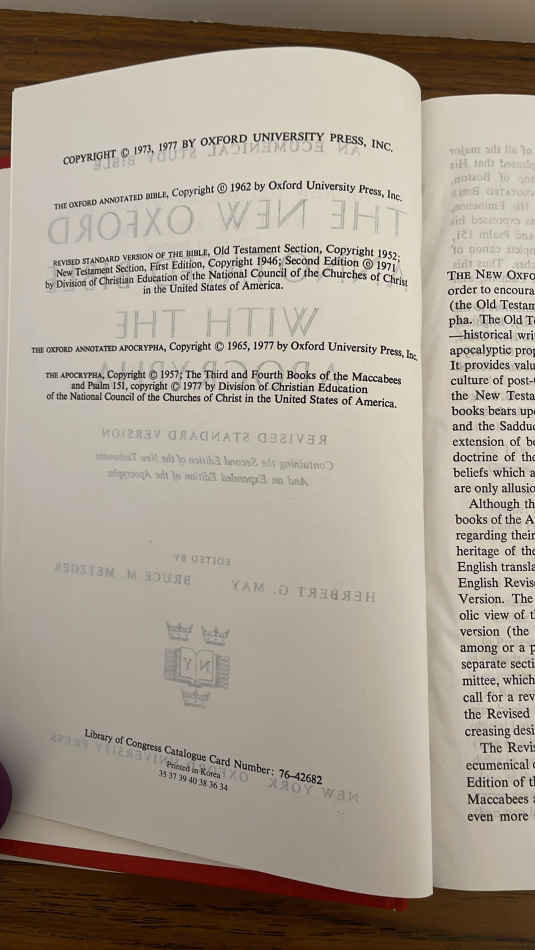 COPYRIGHT © 1973, 1977 BY OXFORD UNIVERSITY PRESS, INC.
THE OXFORD ANNOTATED BIBLE, Copyright © 1962 by Oxford University Press, Inc.
REVISED STANDARD VERSION OF THE BIBLE, Old Testament Section, Copyright 1952;
New Testament Section, First Edition, Copyright 1946; Second Edition © 1971
by Division of Christian Education of the National Council of the Churches of Christ
in the United States of America.
THE OXFORD ANNOTATED APOCRYPHA, Copyright © 1965, 1977 by Oxford University Press, Inc.
THE APOCRYPHA, Copyright © 1957; The Third and Fourth Books of the Maccabees
and Psalm 151, copyright © 1977 by Division of Christian Education
of the National Council of the Churches of Christ in the United States of America.
Library of Congress Catalogue Card Number: 76-42682
Printed in Korea
35 37 39 40 38 36 34
THE NEW OXFO
order to encoura
(the Old Testam
pha. The Old T
—historical writ
apocalyptic prop
It provides valu
culture of post-
the New Testa
books bears upo
and the Sadduc
extension of be
doctrine of the
beliefs which a
are only allusio
Although th
books of the A
regarding their
heritage of the
English transla
English Revise
Version. The
olic view of t
version (the
among or a p
separate secti
mittee, which
call for a rev
the Revised
creasing desi
The Revis
ecumenical
Edition of th
Maccabees a
even more